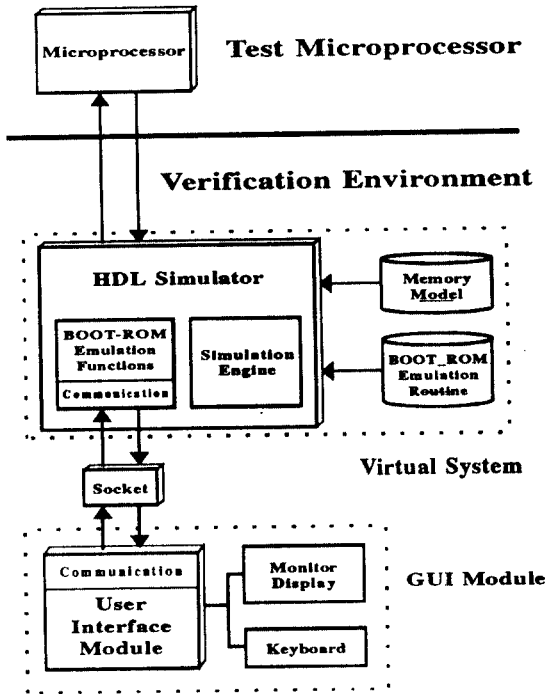 Microprocessor
Test Microprocessor
Verification Environment
HDL Simulator
BOOT-ROM
Emulation
Functions
Communication
Simulation
Engine
Memory
Model
BOOT_ROM
Emulation
Routine
Virtual System
Socket
Communication
User
Interface
Module
Monitor
Display
Keyboard
GUI Module